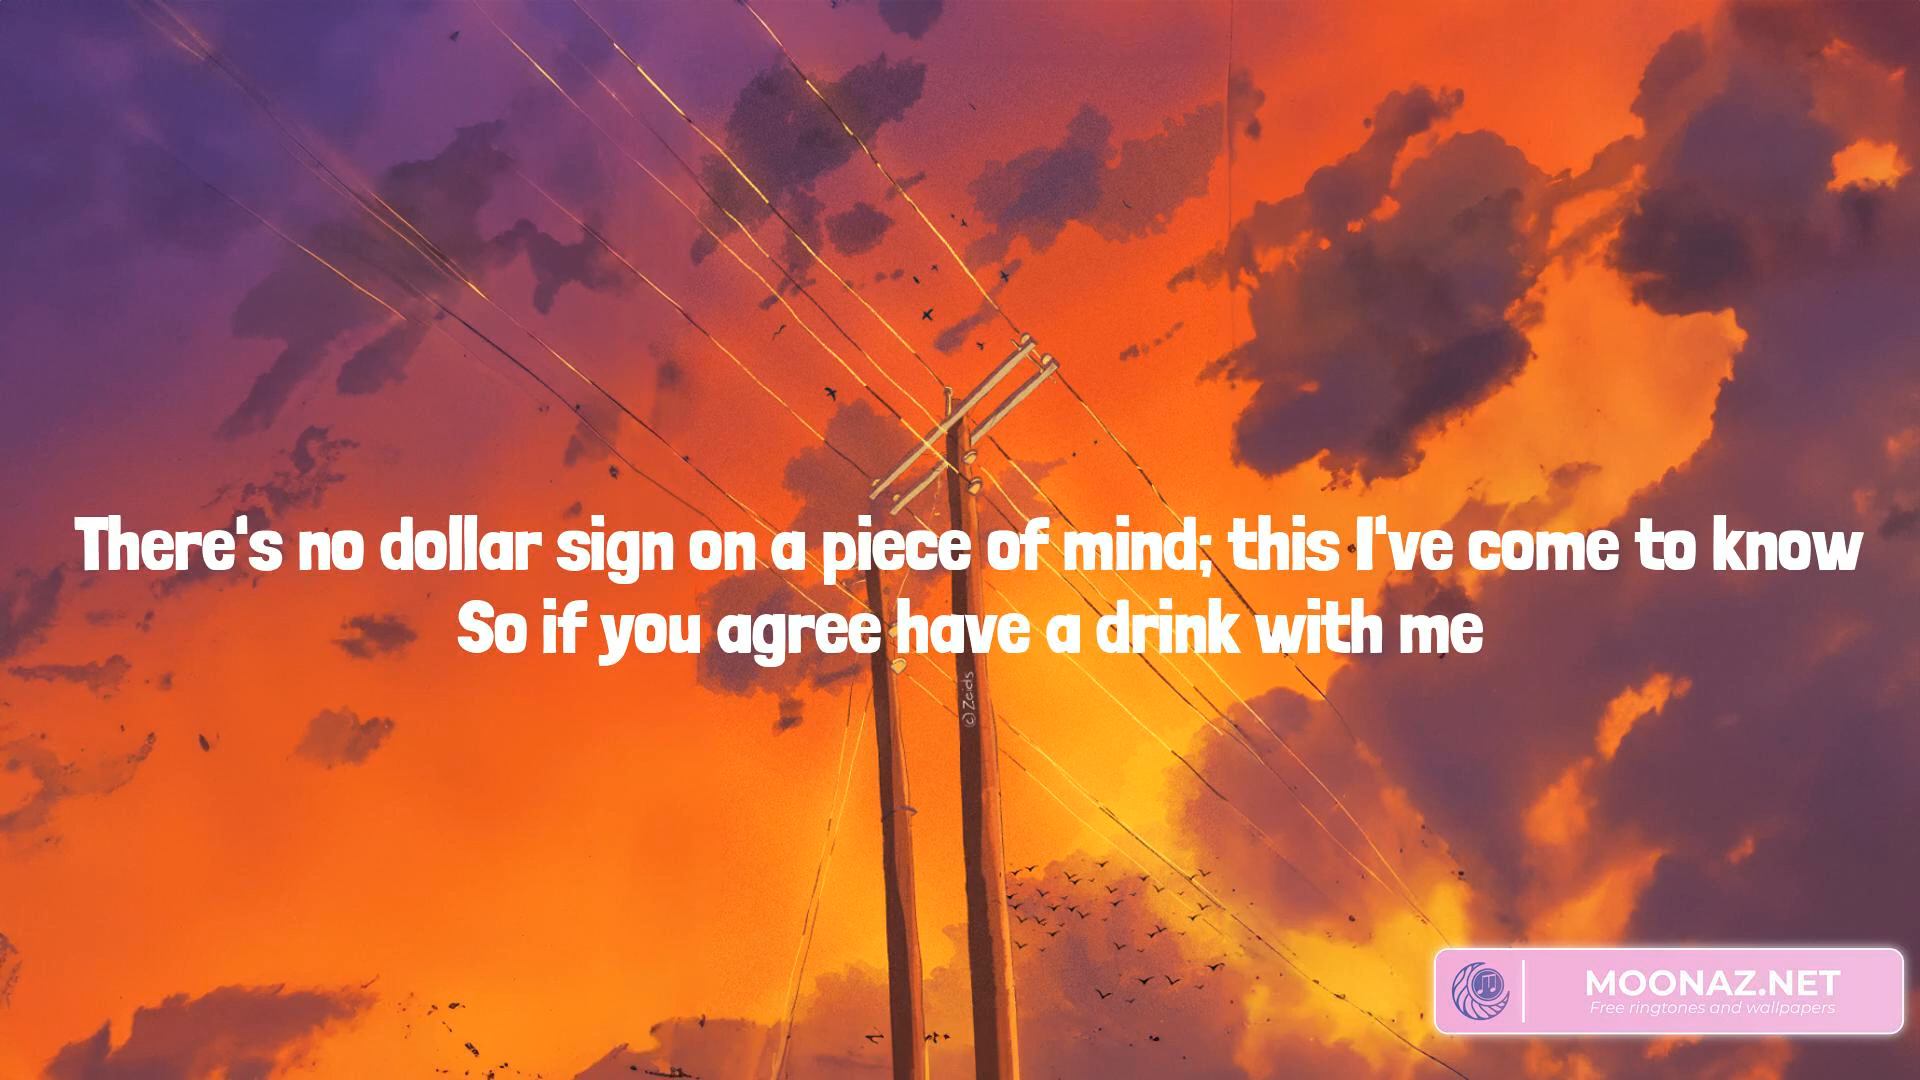 There's no dollar sign on a piece of mind; this I've come to know
So if you agree have a drink with me
(c) Zeids
MOONAZ.NET
Free ringtones and wallpapers